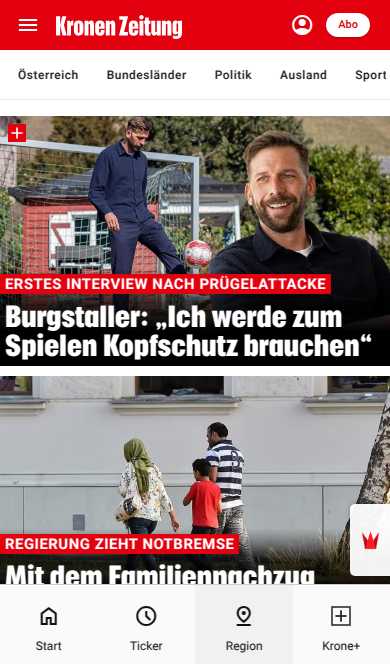 Kronen Zeitung
Abo
Österreich Bundesländer Politik Ausland Sport
ERSTES INTERVIEW NACH PRÜGELATTACKE
Burgstaller: „Ich werde zum
Spielen Kopfschutz brauchen“
REGIERUNG ZIEHT NOTBREMSE
Mit dem Familiennachzug
Start Ticker Region Krone+